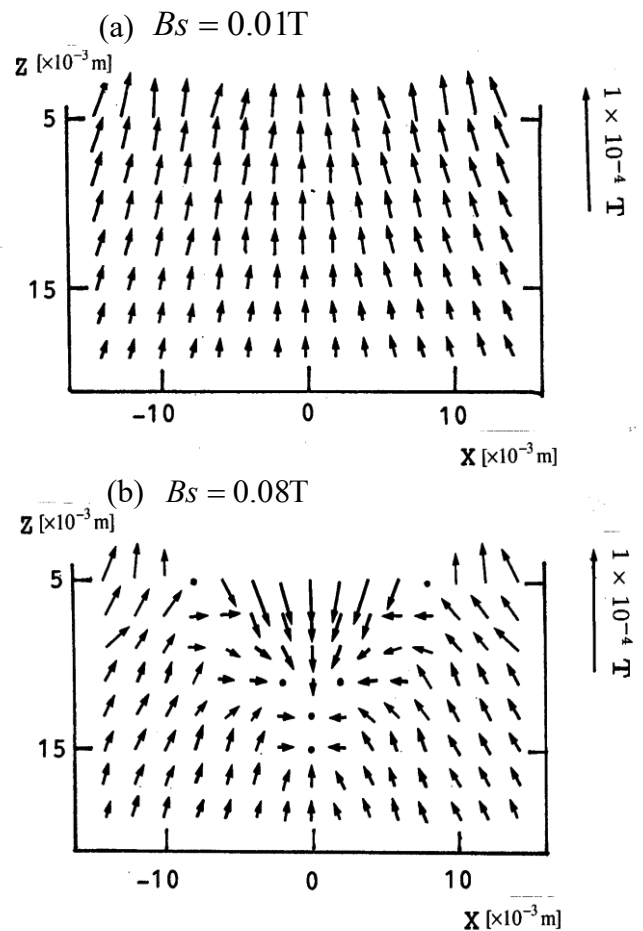 (a) Bs = 0.01T
Z [×10⁻³ m]
5
15
-10 0 10
X [×10⁻³ m]
1 × 10⁻⁴ T
(b) Bs = 0.08T
Z [×10⁻³ m]
5
15
-10 0 10
X [×10⁻³ m]
1 × 10⁻⁴ T